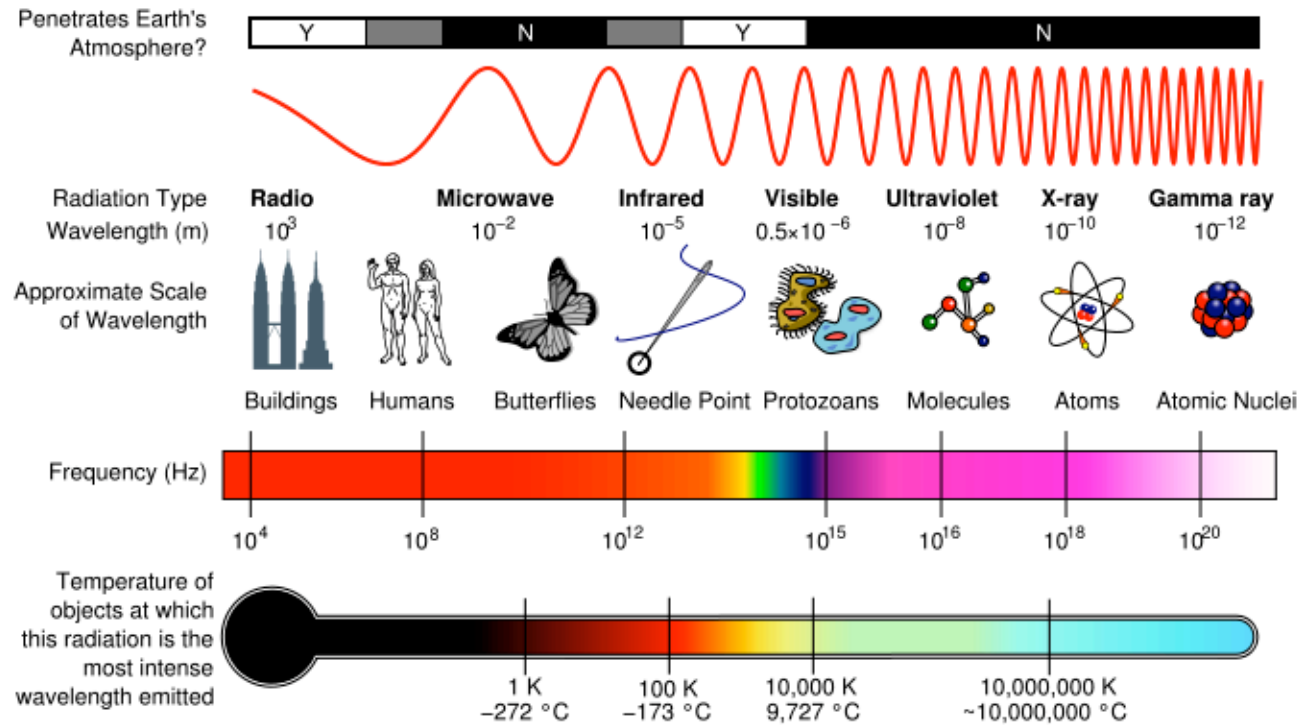 Penetrates Earth's
Atmosphere?
Y N Y N
Radiation Type
Radio Microwave Infrared Visible Ultraviolet X-ray Gamma ray
Wavelength (m)
10³ 10⁻² 10⁻⁵ 0.5×10⁻⁶ 10⁻⁸ 10⁻¹⁰ 10⁻¹²
Approximate Scale
of Wavelength
Buildings Humans Butterflies Needle Point Protozoans Molecules Atoms Atomic Nuclei
Frequency (Hz)
10⁴ 10⁸ 10¹² 10¹⁵ 10¹⁶ 10¹⁸ 10²⁰
Temperature of
objects at which
this radiation is the
most intense
wavelength emitted
1 K 100 K 10,000 K 10,000,000 K
−272 °C −173 °C 9,727 °C ~10,000,000 °C